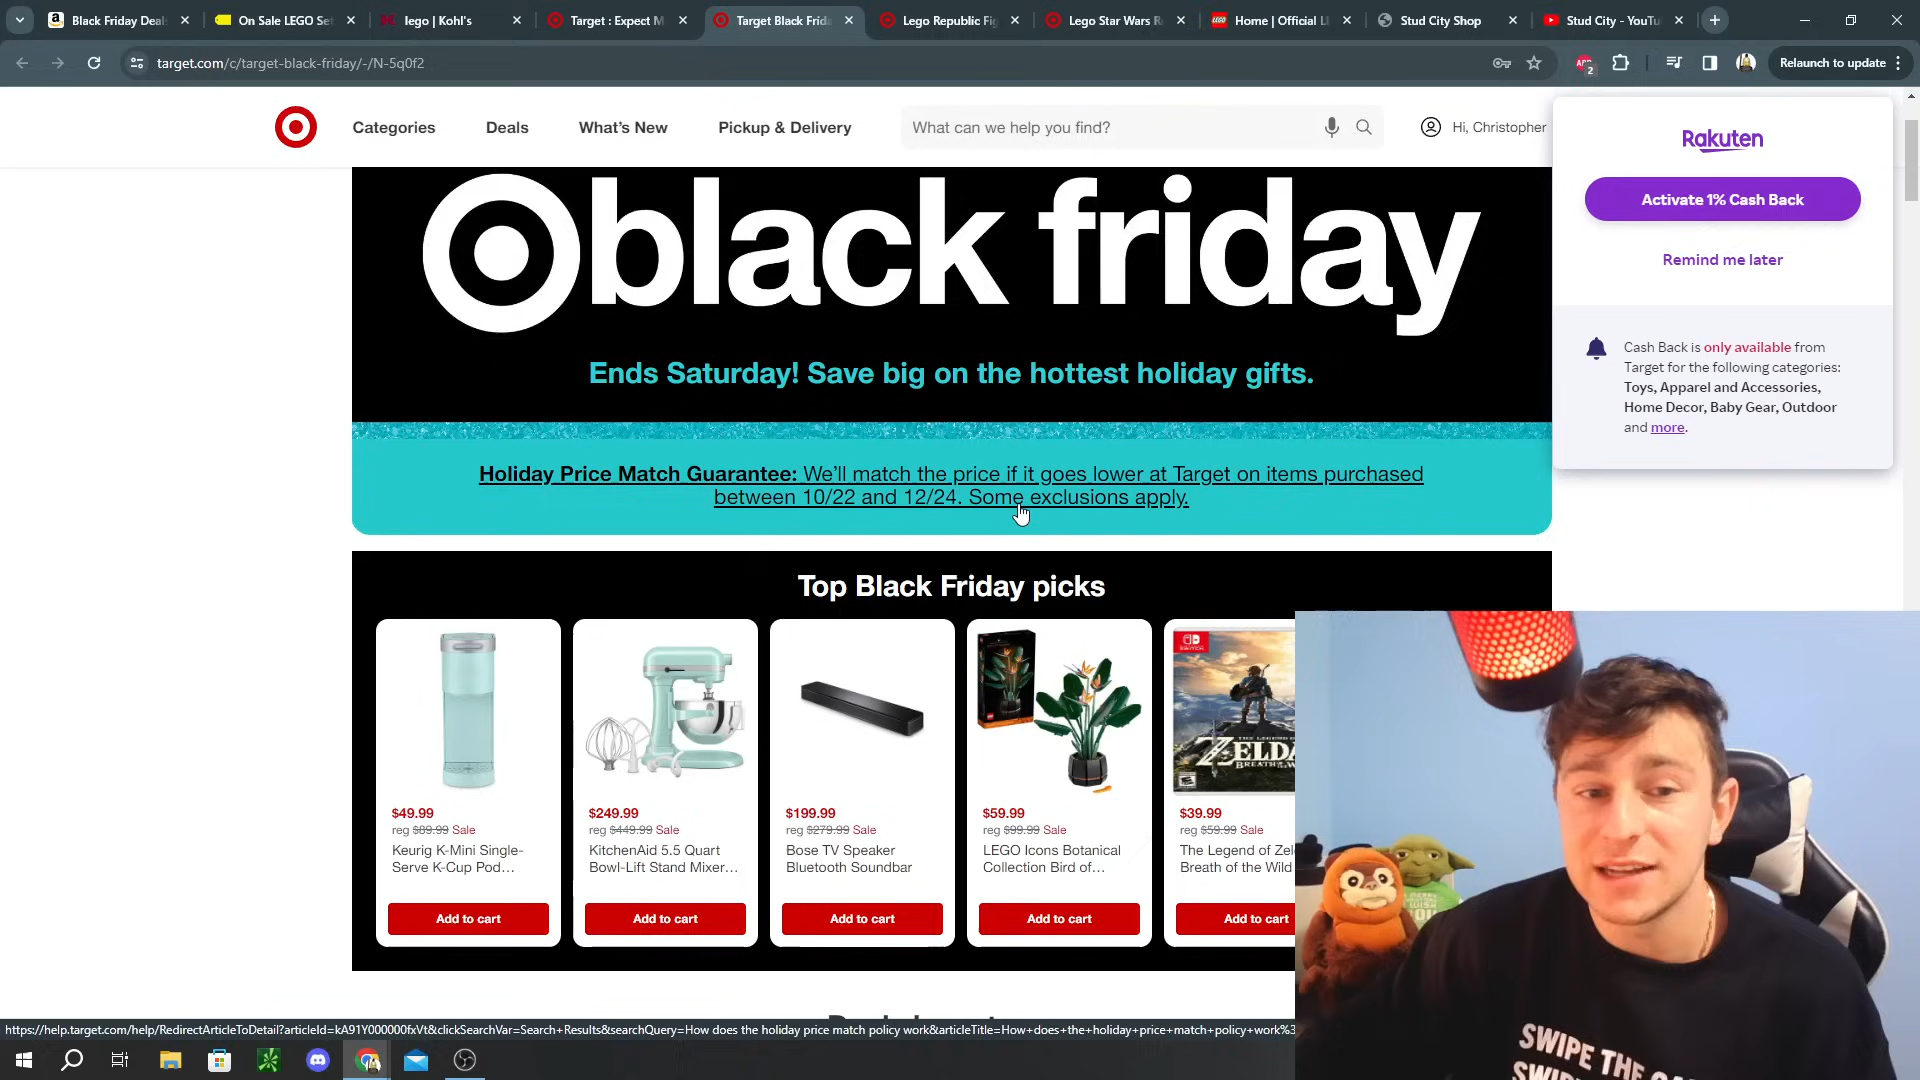 Black Friday Deal
On Sale LEGO Se
lego | Kohl's
Target : Expect M
Target Black Frid
Lego Republic Fig
Lego Star Wars R
Home | Official L
Stud City Shop
Stud City - YouTu
target.com/c/target-black-friday/-/N-5q0f2
2
Relaunch to update
Categories
Deals
What's New
Pickup & Delivery
What can we help you find?
Hi, Christopher
black friday
Ends Saturday! Save big on the hottest holiday gifts.
Holiday Price Match Guarantee: We'll match the price if it goes lower at Target on items purchased
between 10/22 and 12/24. Some exclusions apply.
Rakuten
Activate 1% Cash Back
Remind me later
Cash Back is only available from
Target for the following categories:
Toys, Apparel and Accessories,
Home Decor, Baby Gear, Outdoor
and more.
Top Black Friday picks
$49.99
reg $89.99 Sale
Keurig K-Mini Single-
Serve K-Cup Pod...
Add to cart
$249.99
reg $449.99 Sale
KitchenAid 5.5 Quart
Bowl-Lift Stand Mixer...
Add to cart
$199.99
reg $279.99 Sale
Bose TV Speaker
Bluetooth Soundbar
Add to cart
$59.99
reg $99.99 Sale
LEGO Icons Botanical
Collection Bird of...
Add to cart
THE LEGEND OF
ZELDA
BREATH OF THE WI
$39.99
reg $59.99 Sale
The Legend of Zel
Breath of the Wild
Add to cart
https://help.target.com/help/RedirectArticleToDetail?articleId=kA91Y000000fxVt&clickSearchVar=Search+Results&searchQuery=How does the holiday price match policy work&articleTitle=How+does+the+holiday+price+match+policy+work%3
SWIPE THE